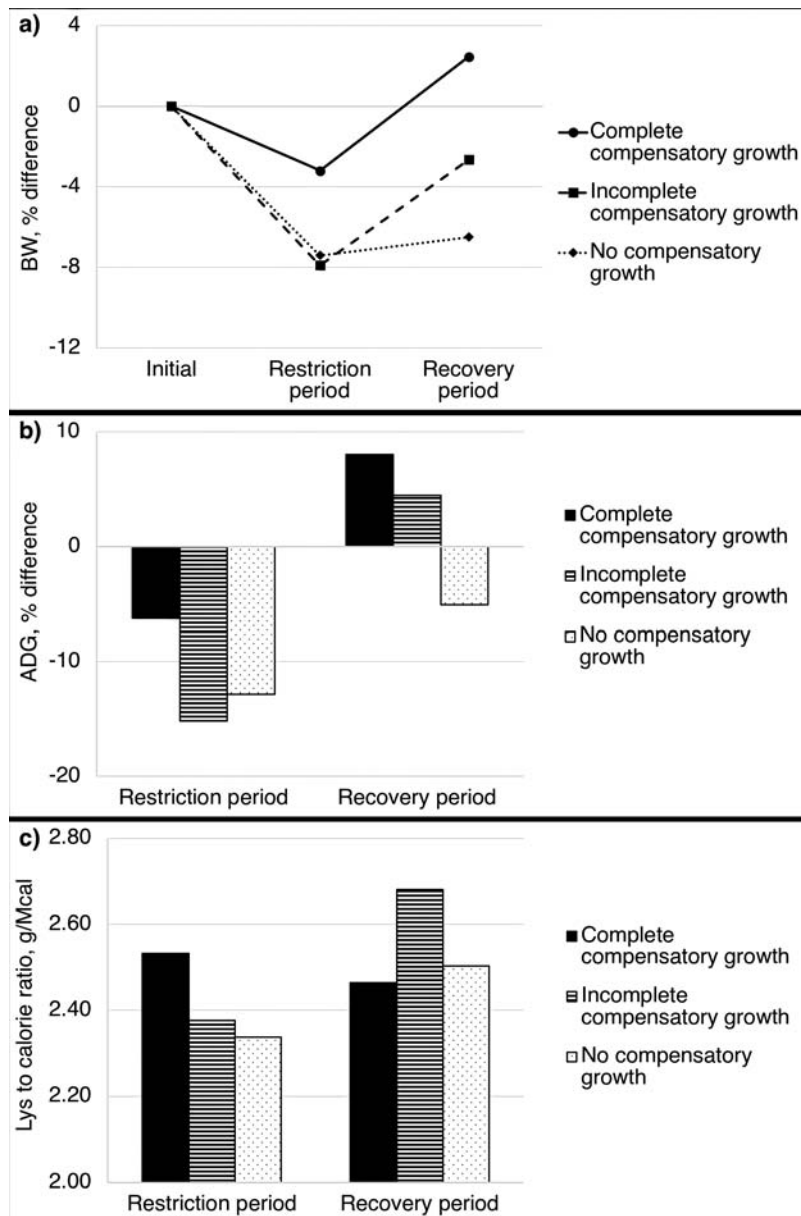 a)
4
0
-4
-8
-12
BW, % difference
Initial
Restriction
period
Recovery
period
Complete
compensatory growth
Incomplete
compensatory growth
No compensatory
growth
b)
10
0
-10
-20
ADG, % difference
Restriction period
Recovery period
Complete
compensatory growth
Incomplete
compensatory growth
No compensatory
growth
c)
2.80
2.60
2.40
2.20
2.00
Lys to calorie ratio, g/Mcal
Restriction period
Recovery period
Complete
compensatory growth
Incomplete
compensatory growth
No compensatory
growth